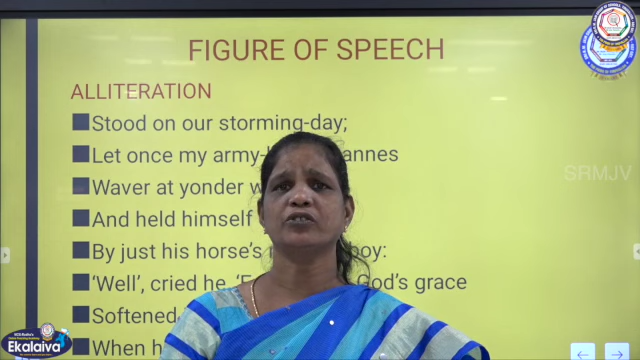 FIGURE OF SPEECH
ALLITERATION
Stood on our storming-day;
Let once my army- annes
Waver at yonder w
And held himself
By just his horse's boy:
'Well', cried he, God's grace
Softened
When h
SRMJV
Ekalaiva